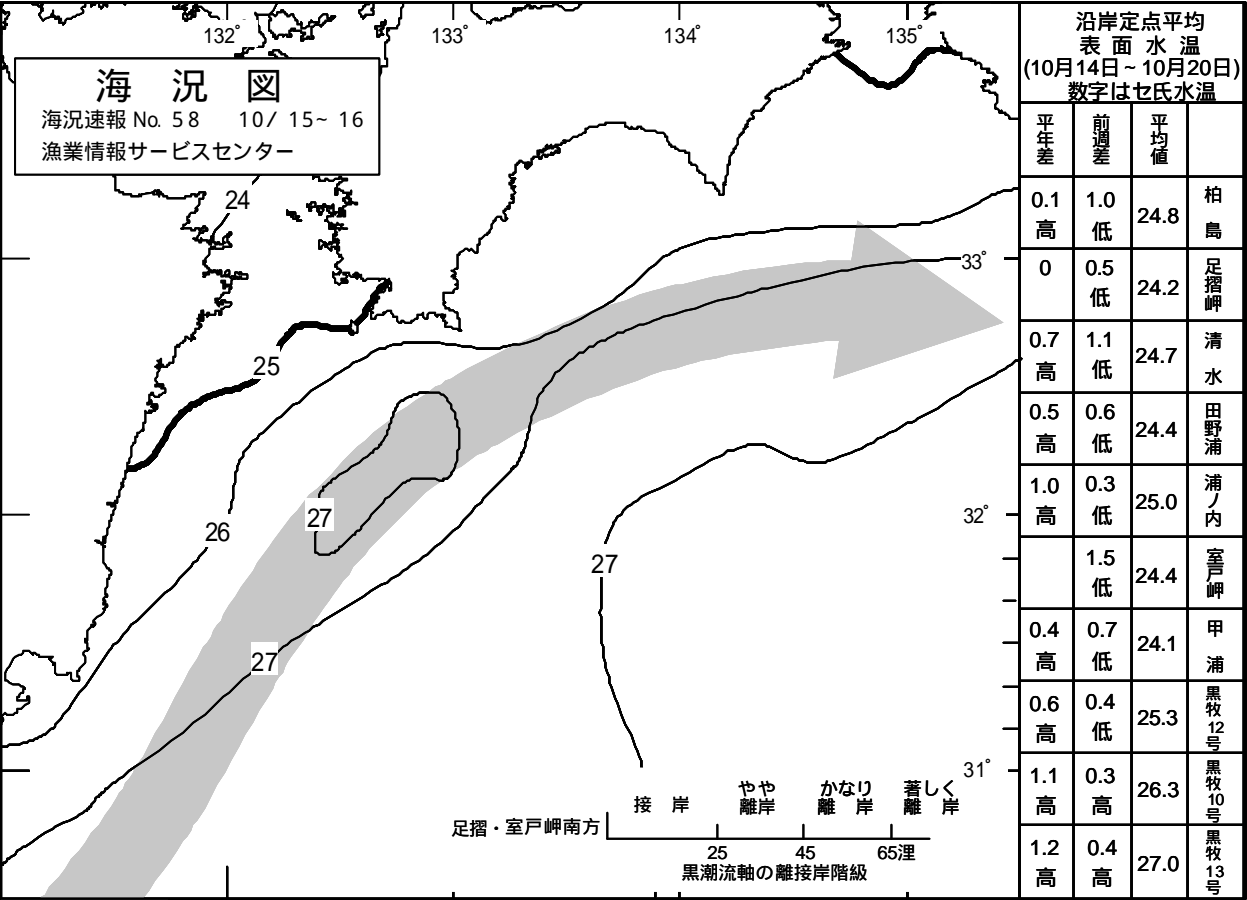 132°
133°
134°
135°
海 況 図
海況速報 No. 58 10/ 15~ 16
漁業情報サービスセンター
24
25
26
27
27
27
33°
32°
31°
接 岸
やや
離岸
かなり
離 岸
著しく
離 岸
足摺・室戸岬南方
25 45 65浬
黒潮流軸の離接岸階級
沿岸定点平均
表 面 水 温
(10月14日~10月20日)
数字はセ氏水温
平年差 前週差 平均値
0.1高 1.0低 24.8 柏島
0 0.5低 24.2 足摺岬
0.7高 1.1低 24.7 清水
0.5高 0.6低 24.4 田野浦
1.0高 0.3低 25.0 浦ノ内
1.5低 24.4 室戸岬
0.4高 0.7低 24.1 甲浦
0.6高 0.4低 25.3 黒牧12号
1.1高 0.3高 26.3 黒牧10号
1.2高 0.4高 27.0 黒牧13号